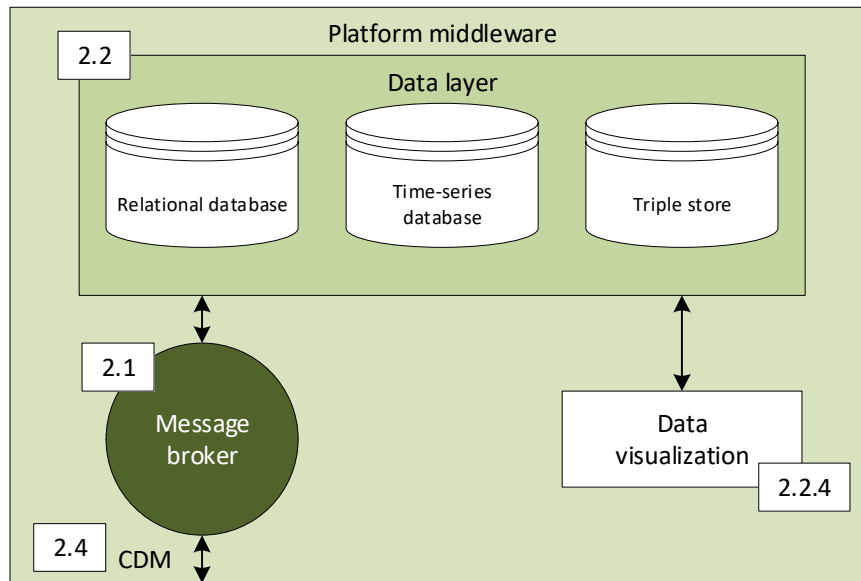 Platform middleware
2.2
Data layer
Relational database
Time-series
database
Triple store
2.1
Message
broker
Data
visualization
2.2.4
2.4
CDM